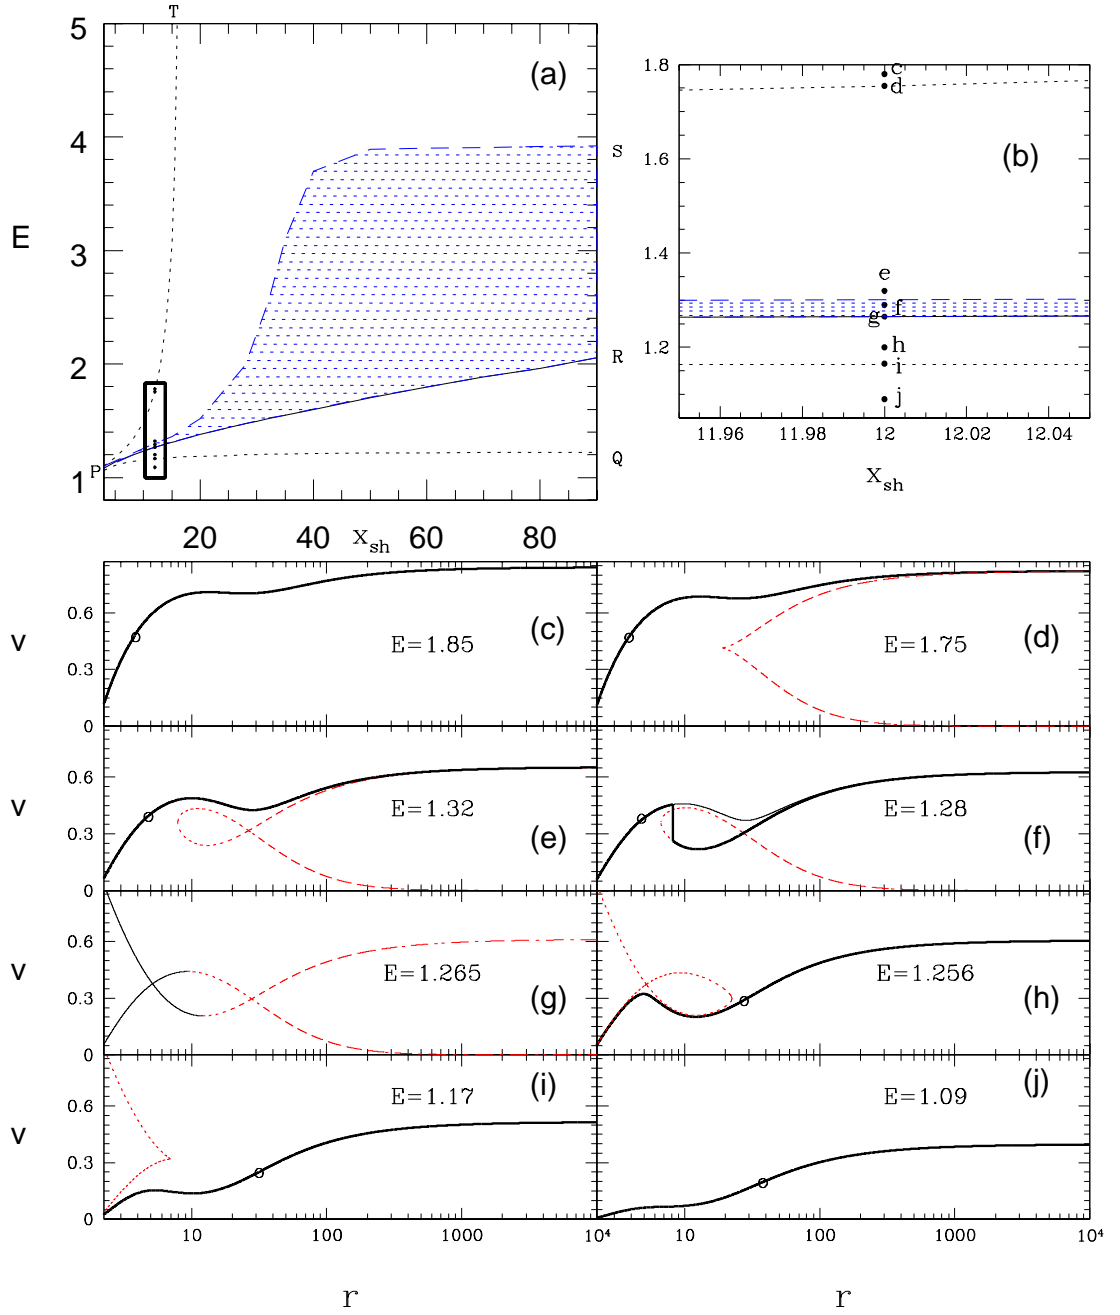 T
5
4
3
2
1
E
(a)
S
R
Q
P
20 40 x_sh 60 80
1.8
1.6
1.4
1.2
(b)
c
d
e
f
g
h
i
j
11.96 11.98 12 12.02 12.04
x_sh
v
0.6
0.3
0
E=1.85
(c)
E=1.75
(d)
v
0.6
0.3
0
E=1.32
(e)
E=1.28
(f)
v
0.6
0.3
0
E=1.265
(g)
E=1.256
(h)
v
0.6
0.3
0
E=1.17
(i)
E=1.09
(j)
10 100 1000 10⁴ 10 100 1000 10⁴
r r